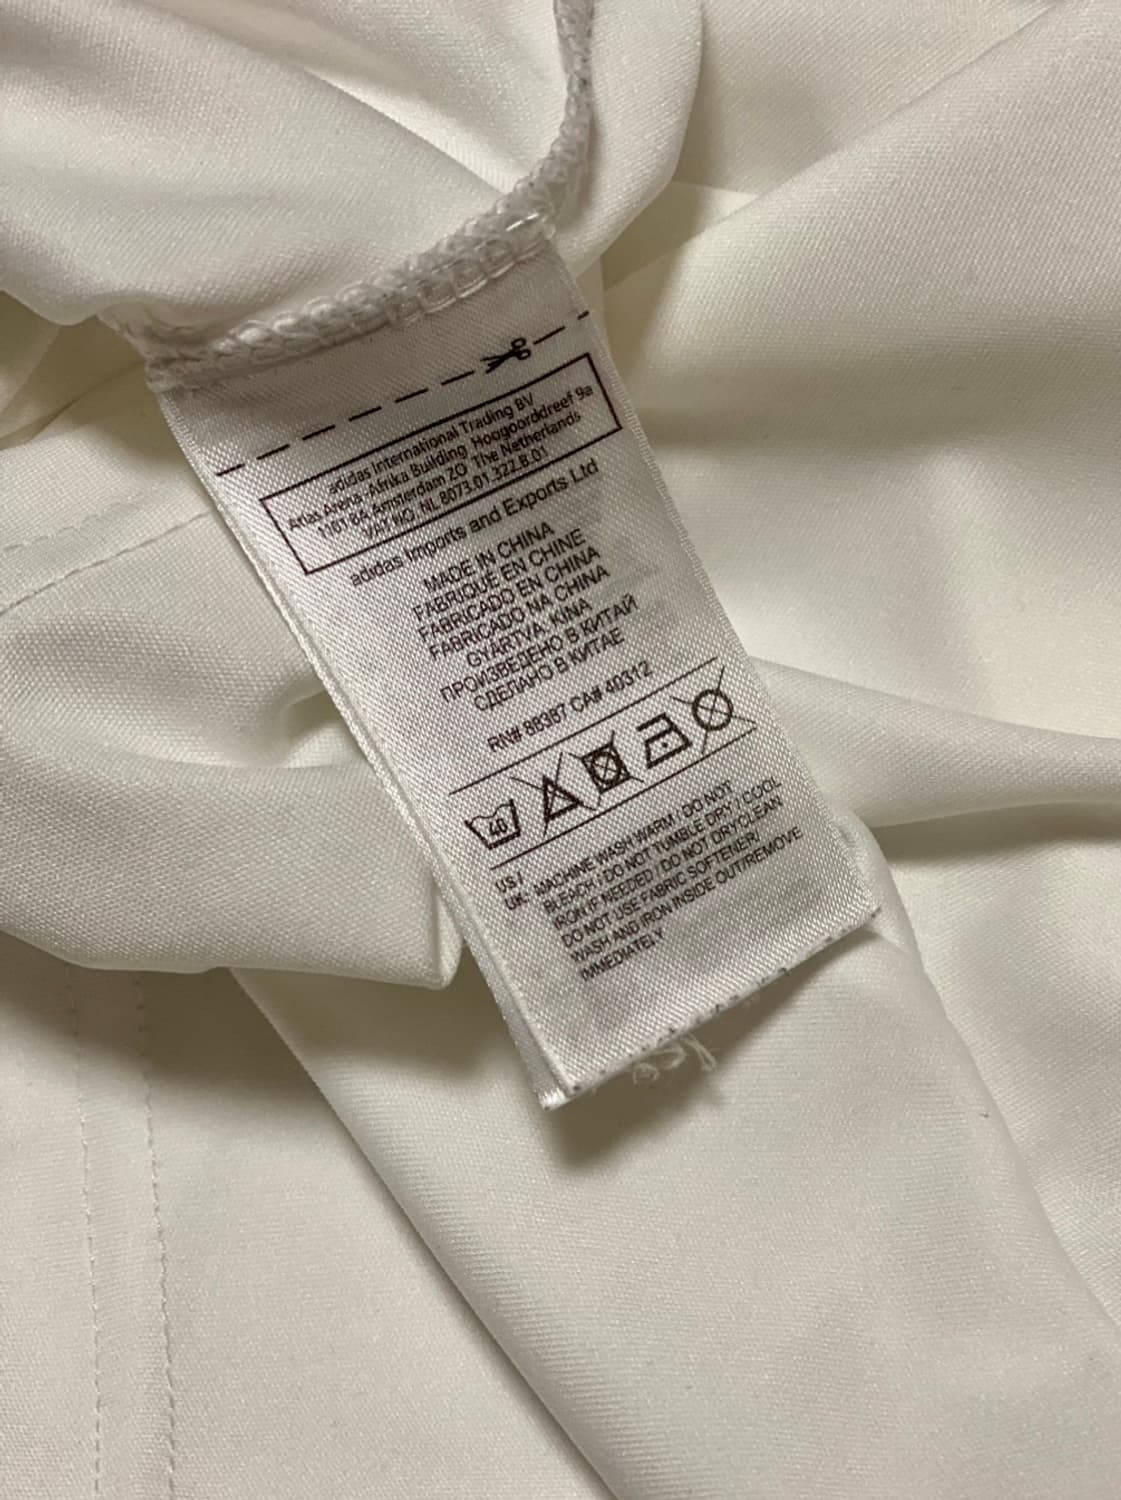 adidas International Trading BV
Atlas Arena, Afrika Building Hoogoorddreef 9a
1101 BA Amsterdam ZO The Netherlands
VAT NO. NL 8073.01.322.B.01
adidas Imports and Exports Ltd
MADE IN CHINA
FABRIQUE EN CHINE
FABRICADO EN CHINA
FABRICADO NA CHINA
GYÁRTVA: KINA
ПРОИЗВЕДЕНО В КИТАЙ
СДЕЛАНО В КИТАЕ
RN# 88387 CA# 40312
40
US/
UK: MACHINE WASH WARM / DO NOT
BLEACH / DO NOT TUMBLE DRY / COOL
IRON IF NEEDED / DO NOT DRYCLEAN
DO NOT USE FABRIC SOFTENER/
WASH AND IRON INSIDE OUT/REMOVE
IMMEDIATELY